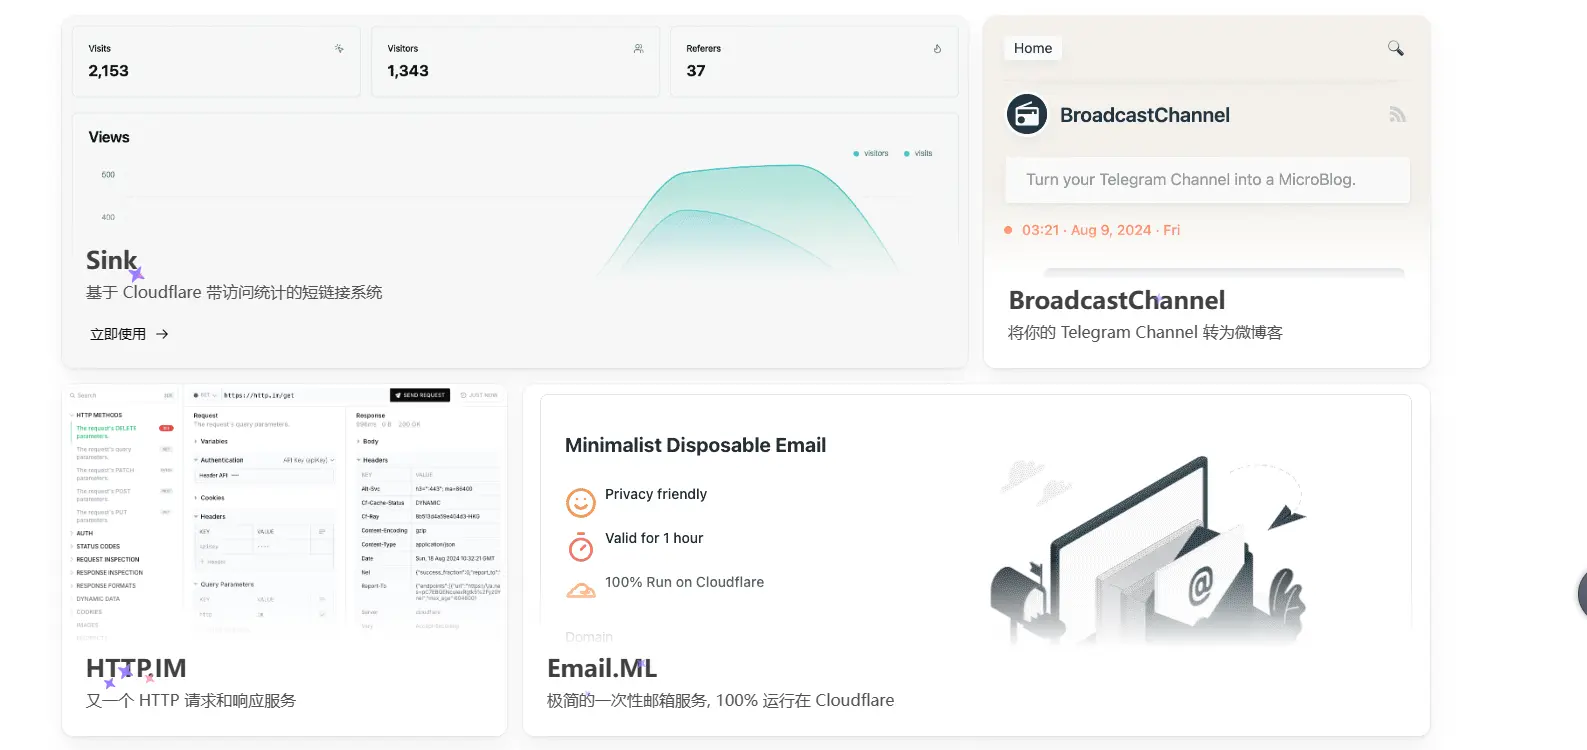 Visits
2,153
Visitors
1,343
Referers
37
Views
visitors
visits
600
400
Sink
基于 Cloudflare 带访问统计的短链接系统
立即使用 →
Home
BroadcastChannel
Turn your Telegram Channel into a MicroBlog.
03:21 · Aug 9, 2024 · Fri
BroadcastChannel
将你的 Telegram Channel 转为微博客
Search
GET
https://http.im/get
SEND REQUEST
JUST NOW
HTTP METHODS
The request's DELETE
parameters.
The request's query
parameters.
The request's PATCH
parameters.
The request's POST
parameters.
The request's PUT
parameters.
AUTH
STATUS CODES
REQUEST INSPECTION
RESPONSE INSPECTION
RESPONSE FORMATS
DYNAMIC DATA
COOKIES
IMAGES
Request
The request's query parameters.
Variables
Authentication
API Key (apiKey)
Header API
Cookies
Headers
KEY VALUE
Header
Query Parameters
Response
200 OK
Body
Headers
KEY VALUE
Alt-Svc h3=":443"; ma=86400
Cf-Cache-Status DYNAMIC
Cf-Ray
Content-Encoding gzip
Content-Type application/json
Date Sun, 18 Aug 2024 10:32:21 GMT
Nel
Report-To
Server cloudflare
Vary
HTTP.IM
又一个 HTTP 请求和响应服务
Minimalist Disposable Email
Privacy friendly
Valid for 1 hour
100% Run on Cloudflare
Domain
@
Email.ML
极简的一次性邮箱服务, 100% 运行在 Cloudflare